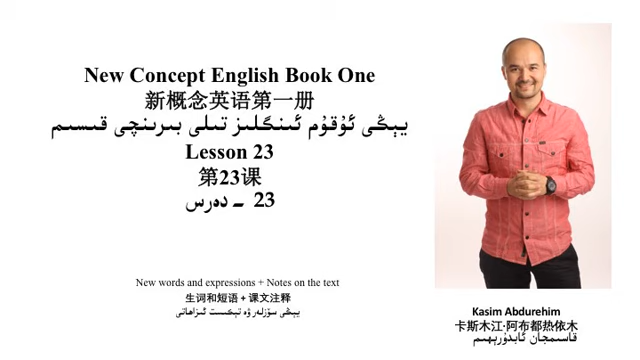 New Concept English Book One
新概念英语第一册
يېڭى ئۇقۇم ئىنگلىز تىلى بىرىنچى قىسىم
Lesson 23
第23课
23 - دەرس
New words and expressions + Notes on the text
生词和短语 + 课文注释
يېڭى سۆزلەر ۋە تېكىست ئىزاھاتى
Kasim Abdurehim
卡斯木江·阿布都热依木
قاسىمجان ئابدۇرېھىم